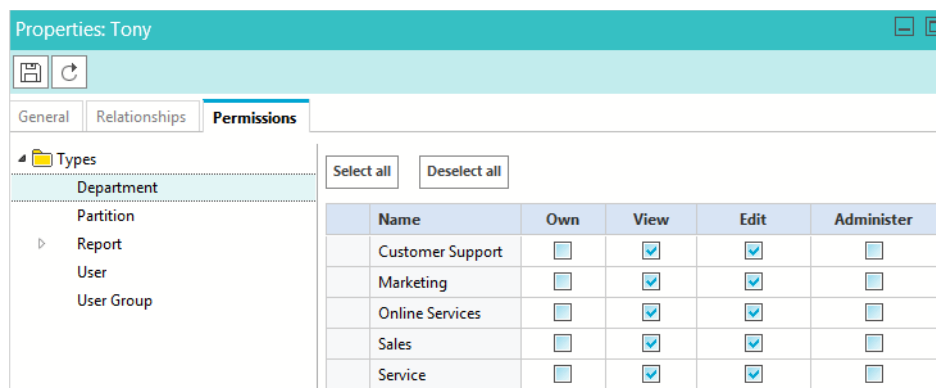 Properties: Tony
General Relationships Permissions
Types
Department
Partition
Report
User
User Group
Select all Deselect all
Name Own View Edit Administer
Customer Support
Marketing
Online Services
Sales
Service